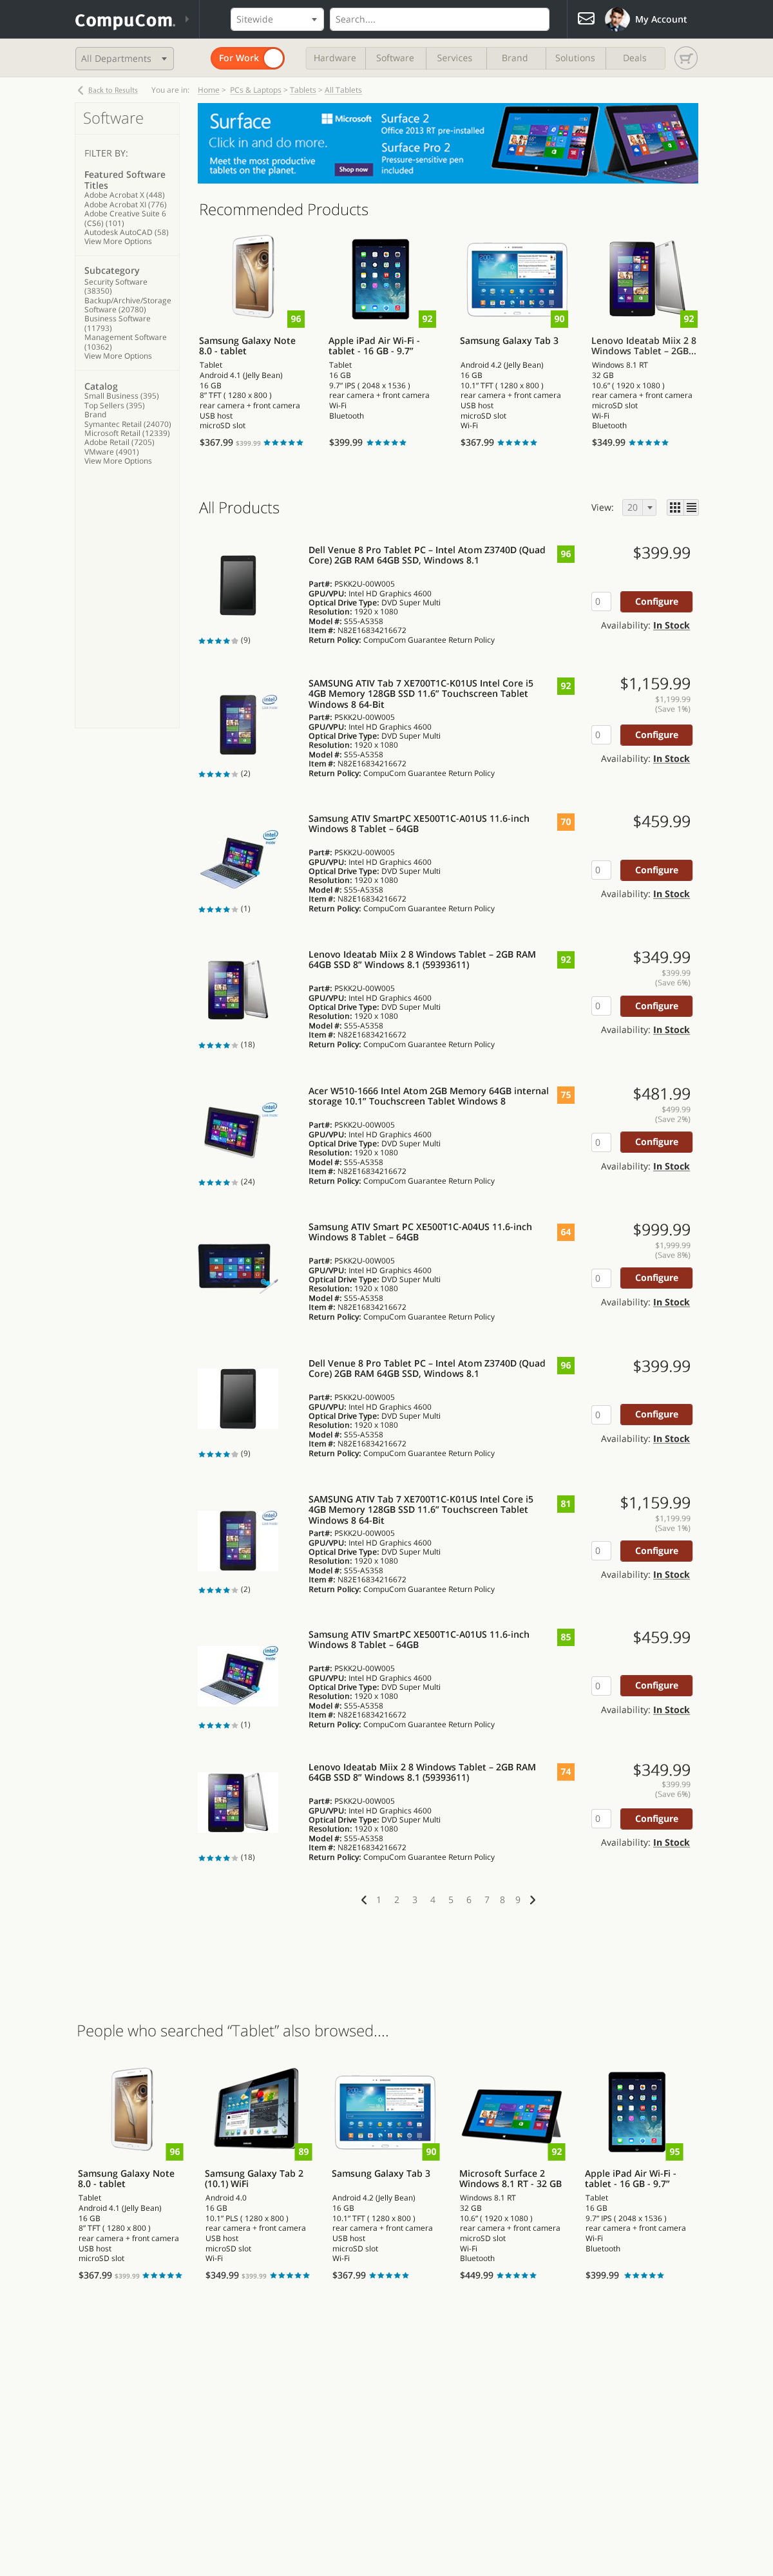 CompuCom.
Sitewide
Search....
My Account
All Departments
For Work
Hardware
Software
Services
Brand
Solutions
Deals
Back to Results
You are in: Home > PCs & Laptops > Tablets > All Tablets
Software
FILTER BY:
Featured Software
Titles
Adobe Acrobat X (448)
Adobe Acrobat XI (776)
Adobe Creative Suite 6
(CS6) (101)
Autodesk AutoCAD (58)
View More Options
Subcategory
Security Software
(38350)
Backup/Archive/Storage
Software (20780)
Business Software
(11793)
Management Software
(10362)
View More Options
Catalog
Small Business (395)
Top Sellers (395)
Brand
Symantec Retail (24070)
Microsoft Retail (12339)
Adobe Retail (7205)
VMware (4901)
View More Options
Surface
Click in and do more.
Meet the most productive
tablets on the planet.
Microsoft
Shop now
Surface 2
Office 2013 RT pre-installed
Surface Pro 2
Pressure-sensitive pen
included
Recommended Products
96
Samsung Galaxy Note
8.0 - tablet
Tablet
Android 4.1 (Jelly Bean)
16 GB
8" TFT ( 1280 x 800 )
rear camera + front camera
USB host
microSD slot
$367.99 $399.99
92
Apple iPad Air Wi-Fi -
tablet - 16 GB - 9.7"
Tablet
16 GB
9.7" IPS ( 2048 x 1536 )
rear camera + front camera
Wi-Fi
Bluetooth
$399.99
90
Samsung Galaxy Tab 3
Android 4.2 (Jelly Bean)
16 GB
10.1" TFT ( 1280 x 800 )
rear camera + front camera
USB host
microSD slot
Wi-Fi
$367.99
92
Lenovo Ideatab Miix 2 8
Windows Tablet – 2GB...
Windows 8.1 RT
32 GB
10.6" ( 1920 x 1080 )
rear camera + front camera
microSD slot
Wi-Fi
Bluetooth
$349.99
All Products
View: 20
Dell Venue 8 Pro Tablet PC – Intel Atom Z3740D (Quad
Core) 2GB RAM 64GB SSD, Windows 8.1
Part#: PSKK2U-00W005
GPU/VPU: Intel HD Graphics 4600
Optical Drive Type: DVD Super Multi
Resolution: 1920 x 1080
Model #: S55-A5358
Item #: N82E16834216672
Return Policy: CompuCom Guarantee Return Policy
(9)
96
$399.99
0
Configure
Availability: In Stock
SAMSUNG ATIV Tab 7 XE700T1C-K01US Intel Core i5
4GB Memory 128GB SSD 11.6" Touchscreen Tablet
Windows 8 64-Bit
Part#: PSKK2U-00W005
GPU/VPU: Intel HD Graphics 4600
Optical Drive Type: DVD Super Multi
Resolution: 1920 x 1080
Model #: S55-A5358
Item #: N82E16834216672
Return Policy: CompuCom Guarantee Return Policy
(2)
92
$1,159.99
$1,199.99
(Save 1%)
0
Configure
Availability: In Stock
Samsung ATIV SmartPC XE500T1C-A01US 11.6-inch
Windows 8 Tablet – 64GB
Part#: PSKK2U-00W005
GPU/VPU: Intel HD Graphics 4600
Optical Drive Type: DVD Super Multi
Resolution: 1920 x 1080
Model #: S55-A5358
Item #: N82E16834216672
Return Policy: CompuCom Guarantee Return Policy
(1)
70
$459.99
0
Configure
Availability: In Stock
Lenovo Ideatab Miix 2 8 Windows Tablet – 2GB RAM
64GB SSD 8" Windows 8.1 (59393611)
Part#: PSKK2U-00W005
GPU/VPU: Intel HD Graphics 4600
Optical Drive Type: DVD Super Multi
Resolution: 1920 x 1080
Model #: S55-A5358
Item #: N82E16834216672
Return Policy: CompuCom Guarantee Return Policy
(18)
92
$349.99
$399.99
(Save 6%)
0
Configure
Availability: In Stock
Acer W510-1666 Intel Atom 2GB Memory 64GB internal
storage 10.1" Touchscreen Tablet Windows 8
Part#: PSKK2U-00W005
GPU/VPU: Intel HD Graphics 4600
Optical Drive Type: DVD Super Multi
Resolution: 1920 x 1080
Model #: S55-A5358
Item #: N82E16834216672
Return Policy: CompuCom Guarantee Return Policy
(24)
75
$481.99
$499.99
(Save 2%)
0
Configure
Availability: In Stock
Samsung ATIV Smart PC XE500T1C-A04US 11.6-inch
Windows 8 Tablet – 64GB
Part#: PSKK2U-00W005
GPU/VPU: Intel HD Graphics 4600
Optical Drive Type: DVD Super Multi
Resolution: 1920 x 1080
Model #: S55-A5358
Item #: N82E16834216672
Return Policy: CompuCom Guarantee Return Policy
64
$999.99
$1,999.99
(Save 8%)
0
Configure
Availability: In Stock
Dell Venue 8 Pro Tablet PC – Intel Atom Z3740D (Quad
Core) 2GB RAM 64GB SSD, Windows 8.1
Part#: PSKK2U-00W005
GPU/VPU: Intel HD Graphics 4600
Optical Drive Type: DVD Super Multi
Resolution: 1920 x 1080
Model #: S55-A5358
Item #: N82E16834216672
Return Policy: CompuCom Guarantee Return Policy
(9)
96
$399.99
0
Configure
Availability: In Stock
SAMSUNG ATIV Tab 7 XE700T1C-K01US Intel Core i5
4GB Memory 128GB SSD 11.6" Touchscreen Tablet
Windows 8 64-Bit
Part#: PSKK2U-00W005
GPU/VPU: Intel HD Graphics 4600
Optical Drive Type: DVD Super Multi
Resolution: 1920 x 1080
Model #: S55-A5358
Item #: N82E16834216672
Return Policy: CompuCom Guarantee Return Policy
(2)
81
$1,159.99
$1,199.99
(Save 1%)
0
Configure
Availability: In Stock
Samsung ATIV SmartPC XE500T1C-A01US 11.6-inch
Windows 8 Tablet – 64GB
Part#: PSKK2U-00W005
GPU/VPU: Intel HD Graphics 4600
Optical Drive Type: DVD Super Multi
Resolution: 1920 x 1080
Model #: S55-A5358
Item #: N82E16834216672
Return Policy: CompuCom Guarantee Return Policy
(1)
85
$459.99
0
Configure
Availability: In Stock
Lenovo Ideatab Miix 2 8 Windows Tablet – 2GB RAM
64GB SSD 8" Windows 8.1 (59393611)
Part#: PSKK2U-00W005
GPU/VPU: Intel HD Graphics 4600
Optical Drive Type: DVD Super Multi
Resolution: 1920 x 1080
Model #: S55-A5358
Item #: N82E16834216672
Return Policy: CompuCom Guarantee Return Policy
(18)
74
$349.99
$399.99
(Save 6%)
0
Configure
Availability: In Stock
1 2 3 4 5 6 7 8 9
People who searched “Tablet” also browsed....
96
Samsung Galaxy Note
8.0 - tablet
Tablet
Android 4.1 (Jelly Bean)
16 GB
8" TFT ( 1280 x 800 )
rear camera + front camera
USB host
microSD slot
$367.99 $399.99
89
Samsung Galaxy Tab 2
(10.1) WiFi
Android 4.0
16 GB
10.1" PLS ( 1280 x 800 )
rear camera + front camera
USB host
microSD slot
Wi-Fi
$349.99 $399.99
90
Samsung Galaxy Tab 3
Android 4.2 (Jelly Bean)
16 GB
10.1" TFT ( 1280 x 800 )
rear camera + front camera
USB host
microSD slot
Wi-Fi
$367.99
92
Microsoft Surface 2
Windows 8.1 RT - 32 GB
Windows 8.1 RT
32 GB
10.6" ( 1920 x 1080 )
rear camera + front camera
microSD slot
Wi-Fi
Bluetooth
$449.99
95
Apple iPad Air Wi-Fi -
tablet - 16 GB - 9.7"
Tablet
16 GB
9.7" IPS ( 2048 x 1536 )
rear camera + front camera
Wi-Fi
Bluetooth
$399.99